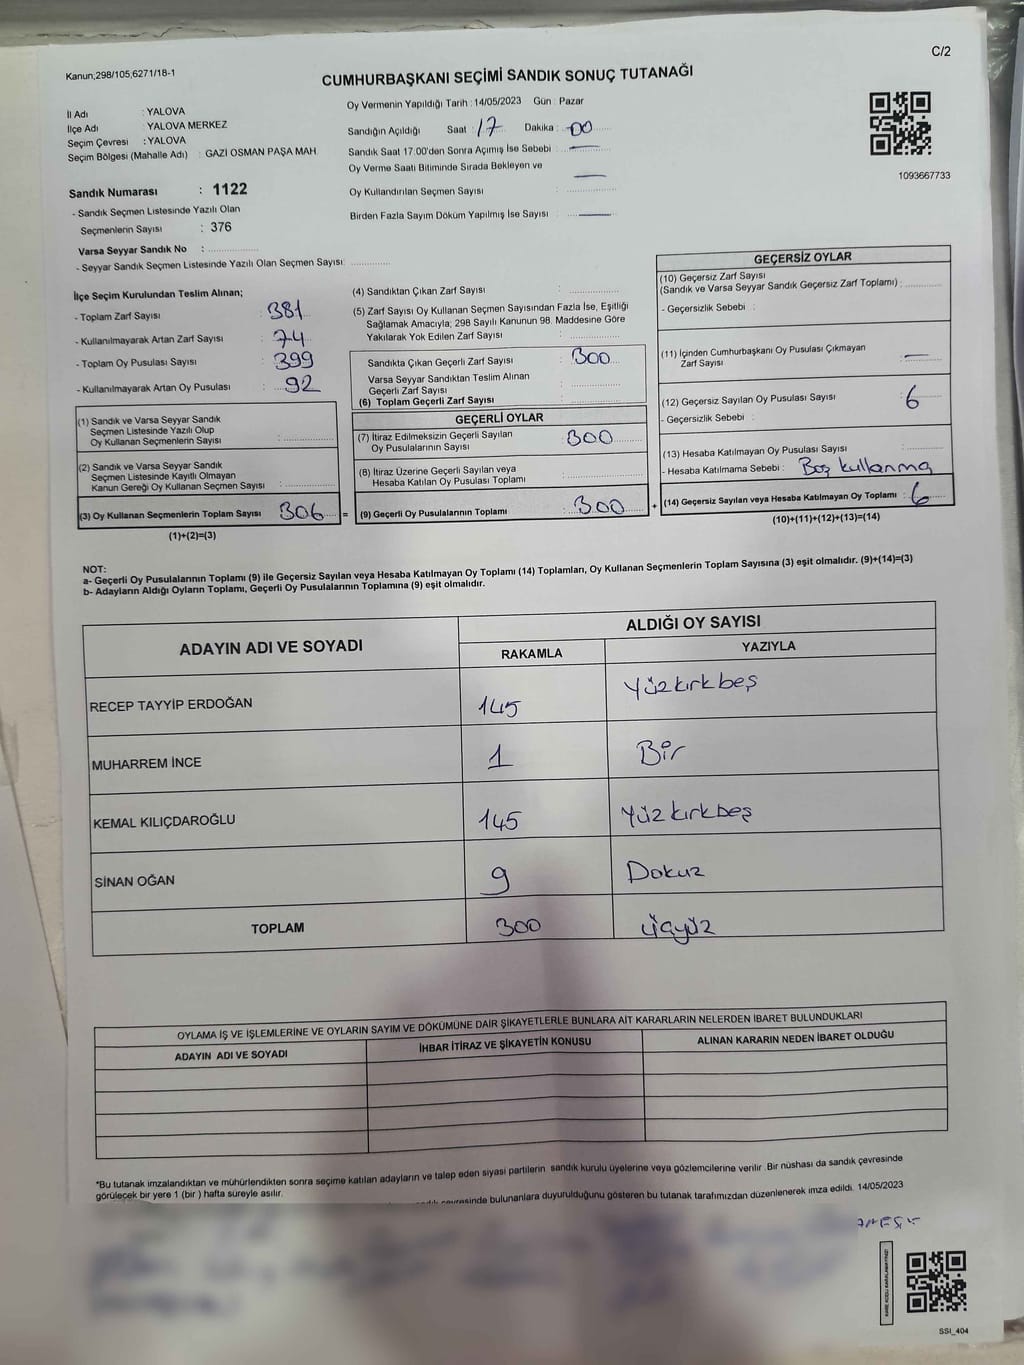 C/2
Kanun,298/105,6271/18-1
CUMHURBAŞKANI SEÇİMİ SANDIK SONUÇ TUTANAĞI
İl Adı : YALOVA
İlçe Adı : YALOVA MERKEZ
Seçim Çevresi : YALOVA
Seçim Bölgesi (Mahalle Adı) : GAZİ OSMAN PAŞA MAH.
Sandık Numarası : 1122
- Sandık Seçmen Listesinde Yazılı Olan
Seçmenlerin Sayısı : 376
Varsa Seyyar Sandık No :
- Seyyar Sandık Seçmen Listesinde Yazılı Olan Seçmen Sayısı:
Oy Vermenin Yapıldığı Tarih : 14/05/2023 Gün : Pazar
Sandığın Açıldığı Saat : 17 Dakika : 00
Sandık Saat 17:00'den Sonra Açımış İse Sebebi : —
Oy Verme Saati Bitiminde Sırada Bekleyen ve
Oy Kullandırılan Seçmen Sayısı : —
Birden Fazla Sayım Döküm Yapılmış İse Sayısı : —
1093667733
İlçe Seçim Kurulundan Teslim Alınan;
- Toplam Zarf Sayısı : 381
- Kullanılmayarak Artan Zarf Sayısı : 74
- Toplam Oy Pusulası Sayısı : 399
- Kullanılmayarak Artan Oy Pusulası : 92
(1) Sandık ve Varsa Seyyar Sandık
Seçmen Listesinde Yazılı Olup
Oy Kullanan Seçmenlerin Sayısı :
(2) Sandık ve Varsa Seyyar Sandık
Seçmen Listesinde Kayıtlı Olmayan
Kanun Gereği Oy Kullanan Seçmen Sayısı :
(3) Oy Kullanan Seçmenlerin Toplam Sayısı 306 =
(1)+(2)=(3)
(4) Sandıktan Çıkan Zarf Sayısı :
(5) Zarf Sayısı Oy Kullanan Seçmen Sayısından Fazla İse, Eşitliği
Sağlamak Amacıyla; 298 Sayılı Kanunun 98. Maddesine Göre
Yakılarak Yok Edilen Zarf Sayısı :
Sandıkta Çıkan Geçerli Zarf Sayısı : 300
Varsa Seyyar Sandıktan Teslim Alınan
Geçerli Zarf Sayısı :
(6) Toplam Geçerli Zarf Sayısı :
GEÇERLİ OYLAR
(7) İtiraz Edilmeksizin Geçerli Sayılan
Oy Pusulalarının Sayısı : 300
(8) İtiraz Üzerine Geçerli Sayılan veya
Hesaba Katılan Oy Pusulası Toplamı :
(9) Geçerli Oy Pusulalarının Toplamı : 300 +
GEÇERSİZ OYLAR
(10) Geçersiz Zarf Sayısı
(Sandık ve Varsa Seyyar Sandık Geçersiz Zarf Toplamı) :
- Geçersizlik Sebebi :
(11) İçinden Cumhurbaşkanı Oy Pusulası Çıkmayan
Zarf Sayısı : —
(12) Geçersiz Sayılan Oy Pusulası Sayısı : 6
- Geçersizlik Sebebi :
(13) Hesaba Katılmayan Oy Pusulası Sayısı :
- Hesaba Katılmama Sebebi : Boş kullanma
(14) Geçersiz Sayılan veya Hesaba Katılmayan Oy Toplamı : 6
(10)+(11)+(12)+(13)=(14)
NOT:
a- Geçerli Oy Pusulalarının Toplamı (9) ile Geçersiz Sayılan veya Hesaba Katılmayan Oy Toplamı (14) Toplamları, Oy Kullanan Seçmenlerin Toplam Sayısına (3) eşit olmalıdır. (9)+(14)=(3)
b- Adayların Aldığı Oyların Toplamı, Geçerli Oy Pusulalarının Toplamına (9) eşit olmalıdır.
ADAYIN ADI VE SOYADI ALDIĞI OY SAYISI
RAKAMLA YAZIYLA
RECEP TAYYİP ERDOĞAN 145 Yüzkırkbeş
MUHARREM İNCE 1 Bir
KEMAL KILIÇDAROĞLU 145 Yüzkırkbeş
SİNAN OĞAN 9 Dokuz
TOPLAM 300 üçyüz
OYLAMA İŞ VE İŞLEMLERİNE VE OYLARIN SAYIM VE DÖKÜMÜNE DAİR ŞİKAYETLERLE BUNLARA AİT KARARLARIN NELERDEN İBARET BULUNDUKLARI
ADAYIN ADI VE SOYADI İHBAR İTİRAZ VE ŞİKAYETİN KONUSU ALINAN KARARIN NEDEN İBARET OLDUĞU
*Bu tutanak imzalandıktan ve mühürlendikten sonra seçime katılan adayların ve talep eden siyasi partilerin sandık kurulu üyelerine veya gözlemcilerine verilir. Bir nüshası da sandık çevresinde
görülecek bir yere 1 (bir) hafta süreyle asılır.
bulunanlara duyurulduğunu gösteren bu tutanak tarafımızdan düzenlenerek imza edildi. 14/05/2023
KARE KODU KARALAMAYINIZ!
SSI_404